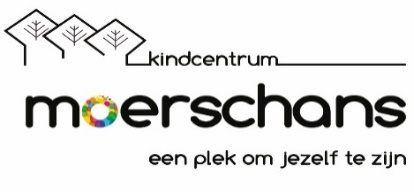 kindcentrum
moerschans
een plek om jezelf te zijn